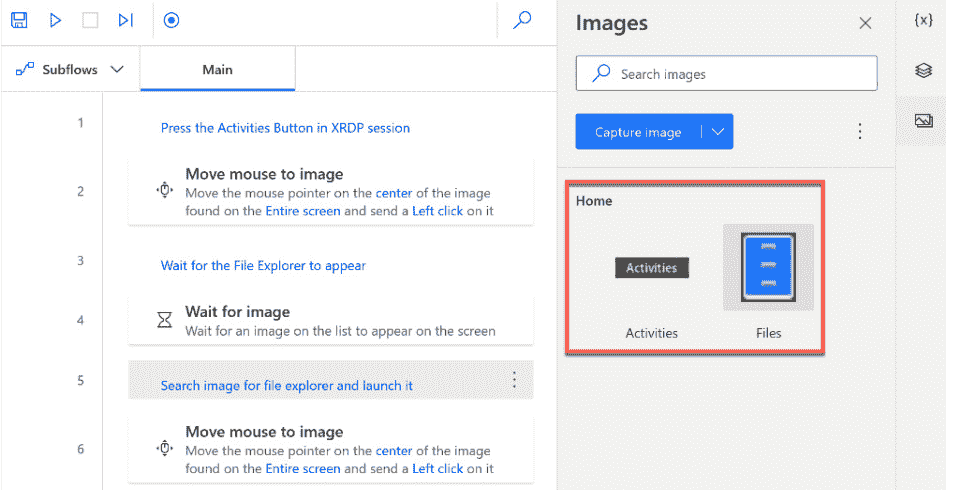 Images
{x}
Subflows
Main
Search images
Capture image
1
Press the Activities Button in XRDP session
2
Move mouse to image
Move the mouse pointer on the center of the image
found on the Entire screen and send a Left click on it
3
Wait for the File Explorer to appear
4
Wait for image
Wait for an image on the list to appear on the screen
5
Search image for file explorer and launch it
6
Move mouse to image
Move the mouse pointer on the center of the image
found on the Entire screen and send a Left click on it
Home
Activities
Activities
Files